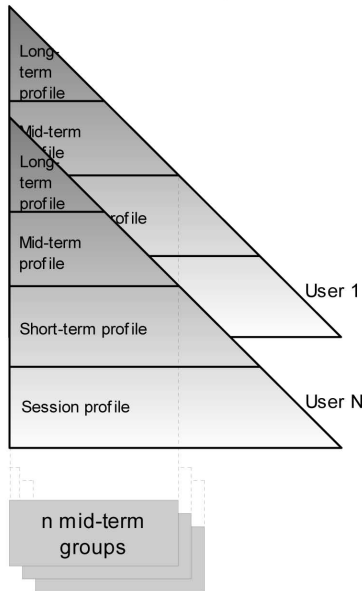 Long-
term
profile
Mid-term
Long-
term
profile
Mid-term
profile
User 1
Short-term profile
User N
Session profile
n mid-term
groups